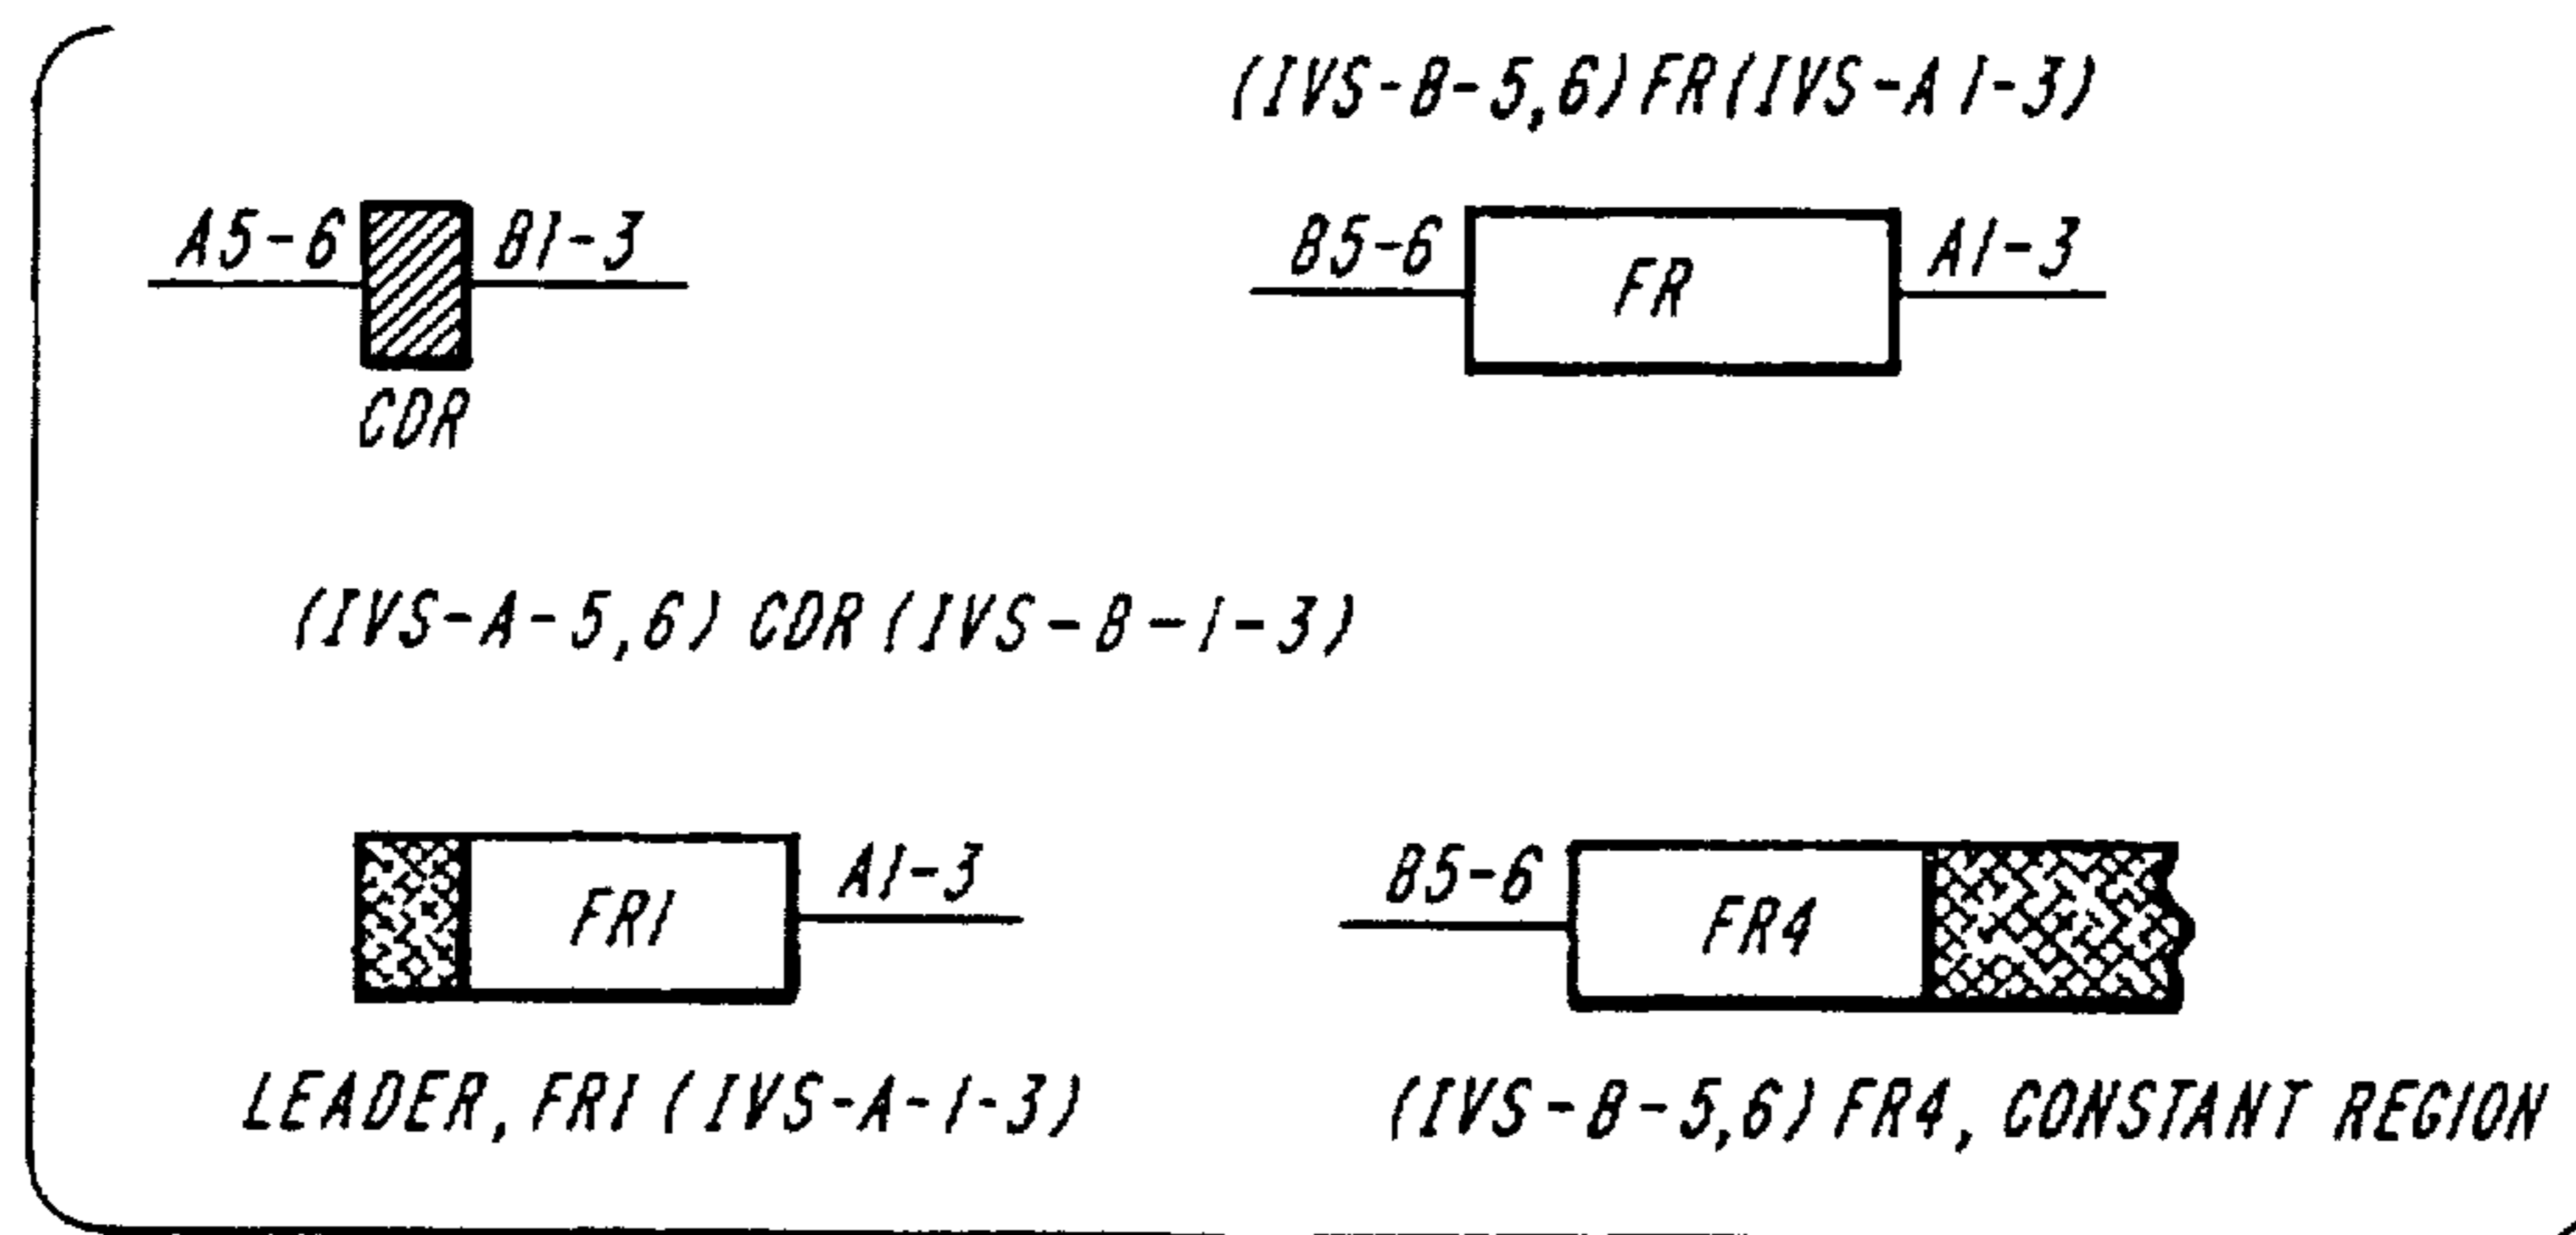 (IVS-B-5,6)FR(IVS-A1-3)
A5-6 B1-3
B5-6 FR A1-3
CDR
(IVS-A-5,6) CDR (IVS-B-1-3)
FR1 A1-3
B5-6 FR4
LEADER, FR1 (IVS-A-1-3)
(IVS-B-5,6) FR4, CONSTANT REGION